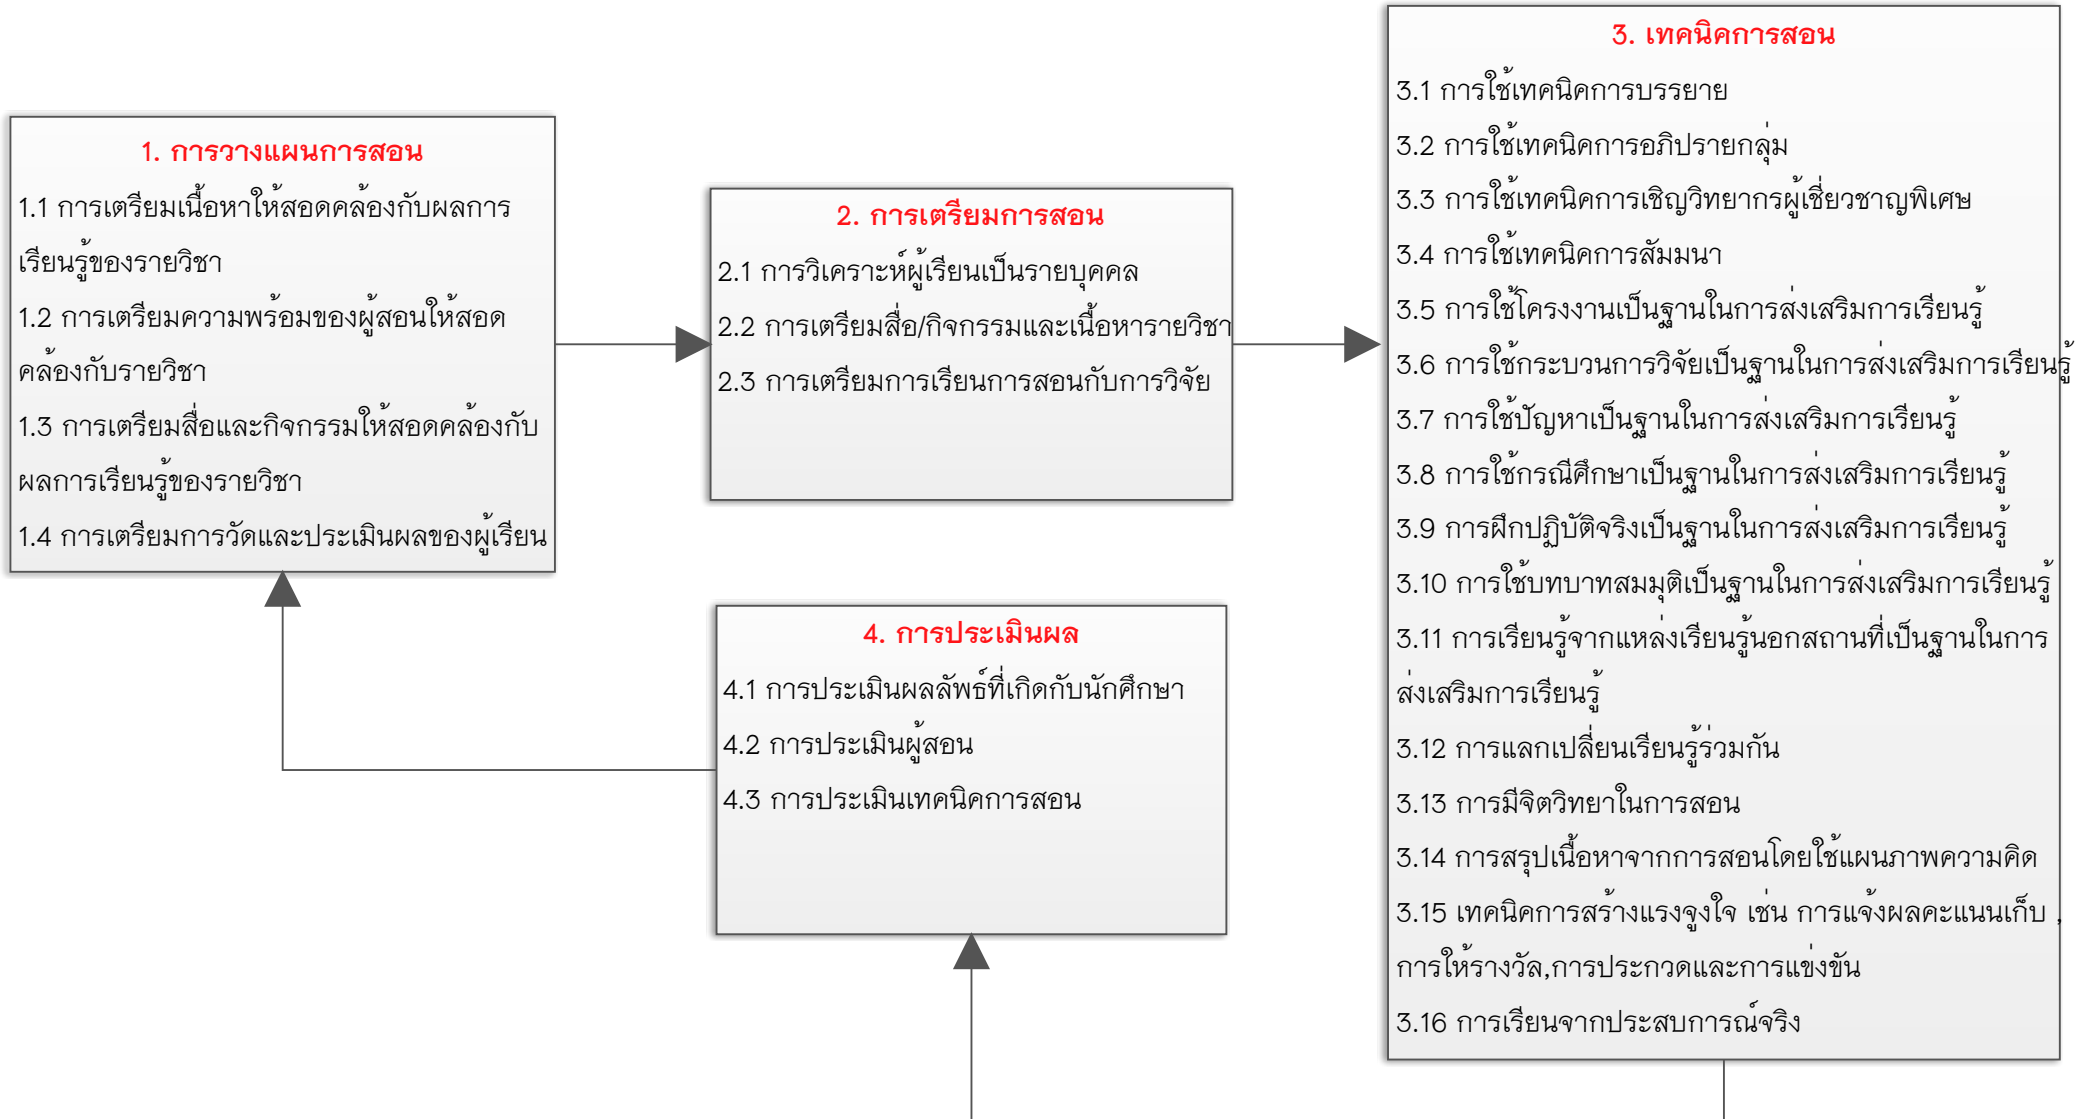 1. การวางแผนการสอน
1.1 การเตรียมเนื้อหาให้สอดคล้องกับผลการ
เรียนรู้ของรายวิชา
1.2 การเตรียมความพร้อมของผู้สอนให้สอด
คล้องกับรายวิชา
1.3 การเตรียมสื่อและกิจกรรมให้สอดคล้องกับ
ผลการเรียนรู้ของรายวิชา
1.4 การเตรียมการวัดและประเมินผลของผู้เรียน
2. การเตรียมการสอน
2.1 การวิเคราะห์ผู้เรียนเป็นรายบุคคล
2.2 การเตรียมสื่อ/กิจกรรมและเนื้อหารายวิชา
2.3 การเตรียมการเรียนการสอนกับการวิจัย
3. เทคนิคการสอน
3.1 การใช้เทคนิคการบรรยาย
3.2 การใช้เทคนิคการอภิปรายกลุ่ม
3.3 การใช้เทคนิคการเชิญวิทยากรผู้เชี่ยวชาญพิเศษ
3.4 การใช้เทคนิคการสัมมนา
3.5 การใช้โครงงานเป็นฐานในการส่งเสริมการเรียนรู้
3.6 การใช้กระบวนการวิจัยเป็นฐานในการส่งเสริมการเรียนรู้
3.7 การใช้ปัญหาเป็นฐานในการส่งเสริมการเรียนรู้
3.8 การใช้กรณีศึกษาเป็นฐานในการส่งเสริมการเรียนรู้
3.9 การฝึกปฏิบัติจริงเป็นฐานในการส่งเสริมการเรียนรู้
3.10 การใช้บทบาทสมมุติเป็นฐานในการส่งเสริมการเรียนรู้
3.11 การเรียนรู้จากแหล่งเรียนรู้นอกสถานที่เป็นฐานในการ
ส่งเสริมการเรียนรู้
3.12 การแลกเปลี่ยนเรียนรู้ร่วมกัน
3.13 การมีจิตวิทยาในการสอน
3.14 การสรุปเนื้อหาจากการสอนโดยใช้แผนภาพความคิด
3.15 เทคนิคการสร้างแรงจูงใจ เช่น การแจ้งผลคะแนนเก็บ ,
การให้รางวัล,การประกวดและการแข่งขัน
3.16 การเรียนจากประสบการณ์จริง
4. การประเมินผล
4.1 การประเมินผลลัพธ์ที่เกิดกับนักศึกษา
4.2 การประเมินผู้สอน
4.3 การประเมินเทคนิคการสอน